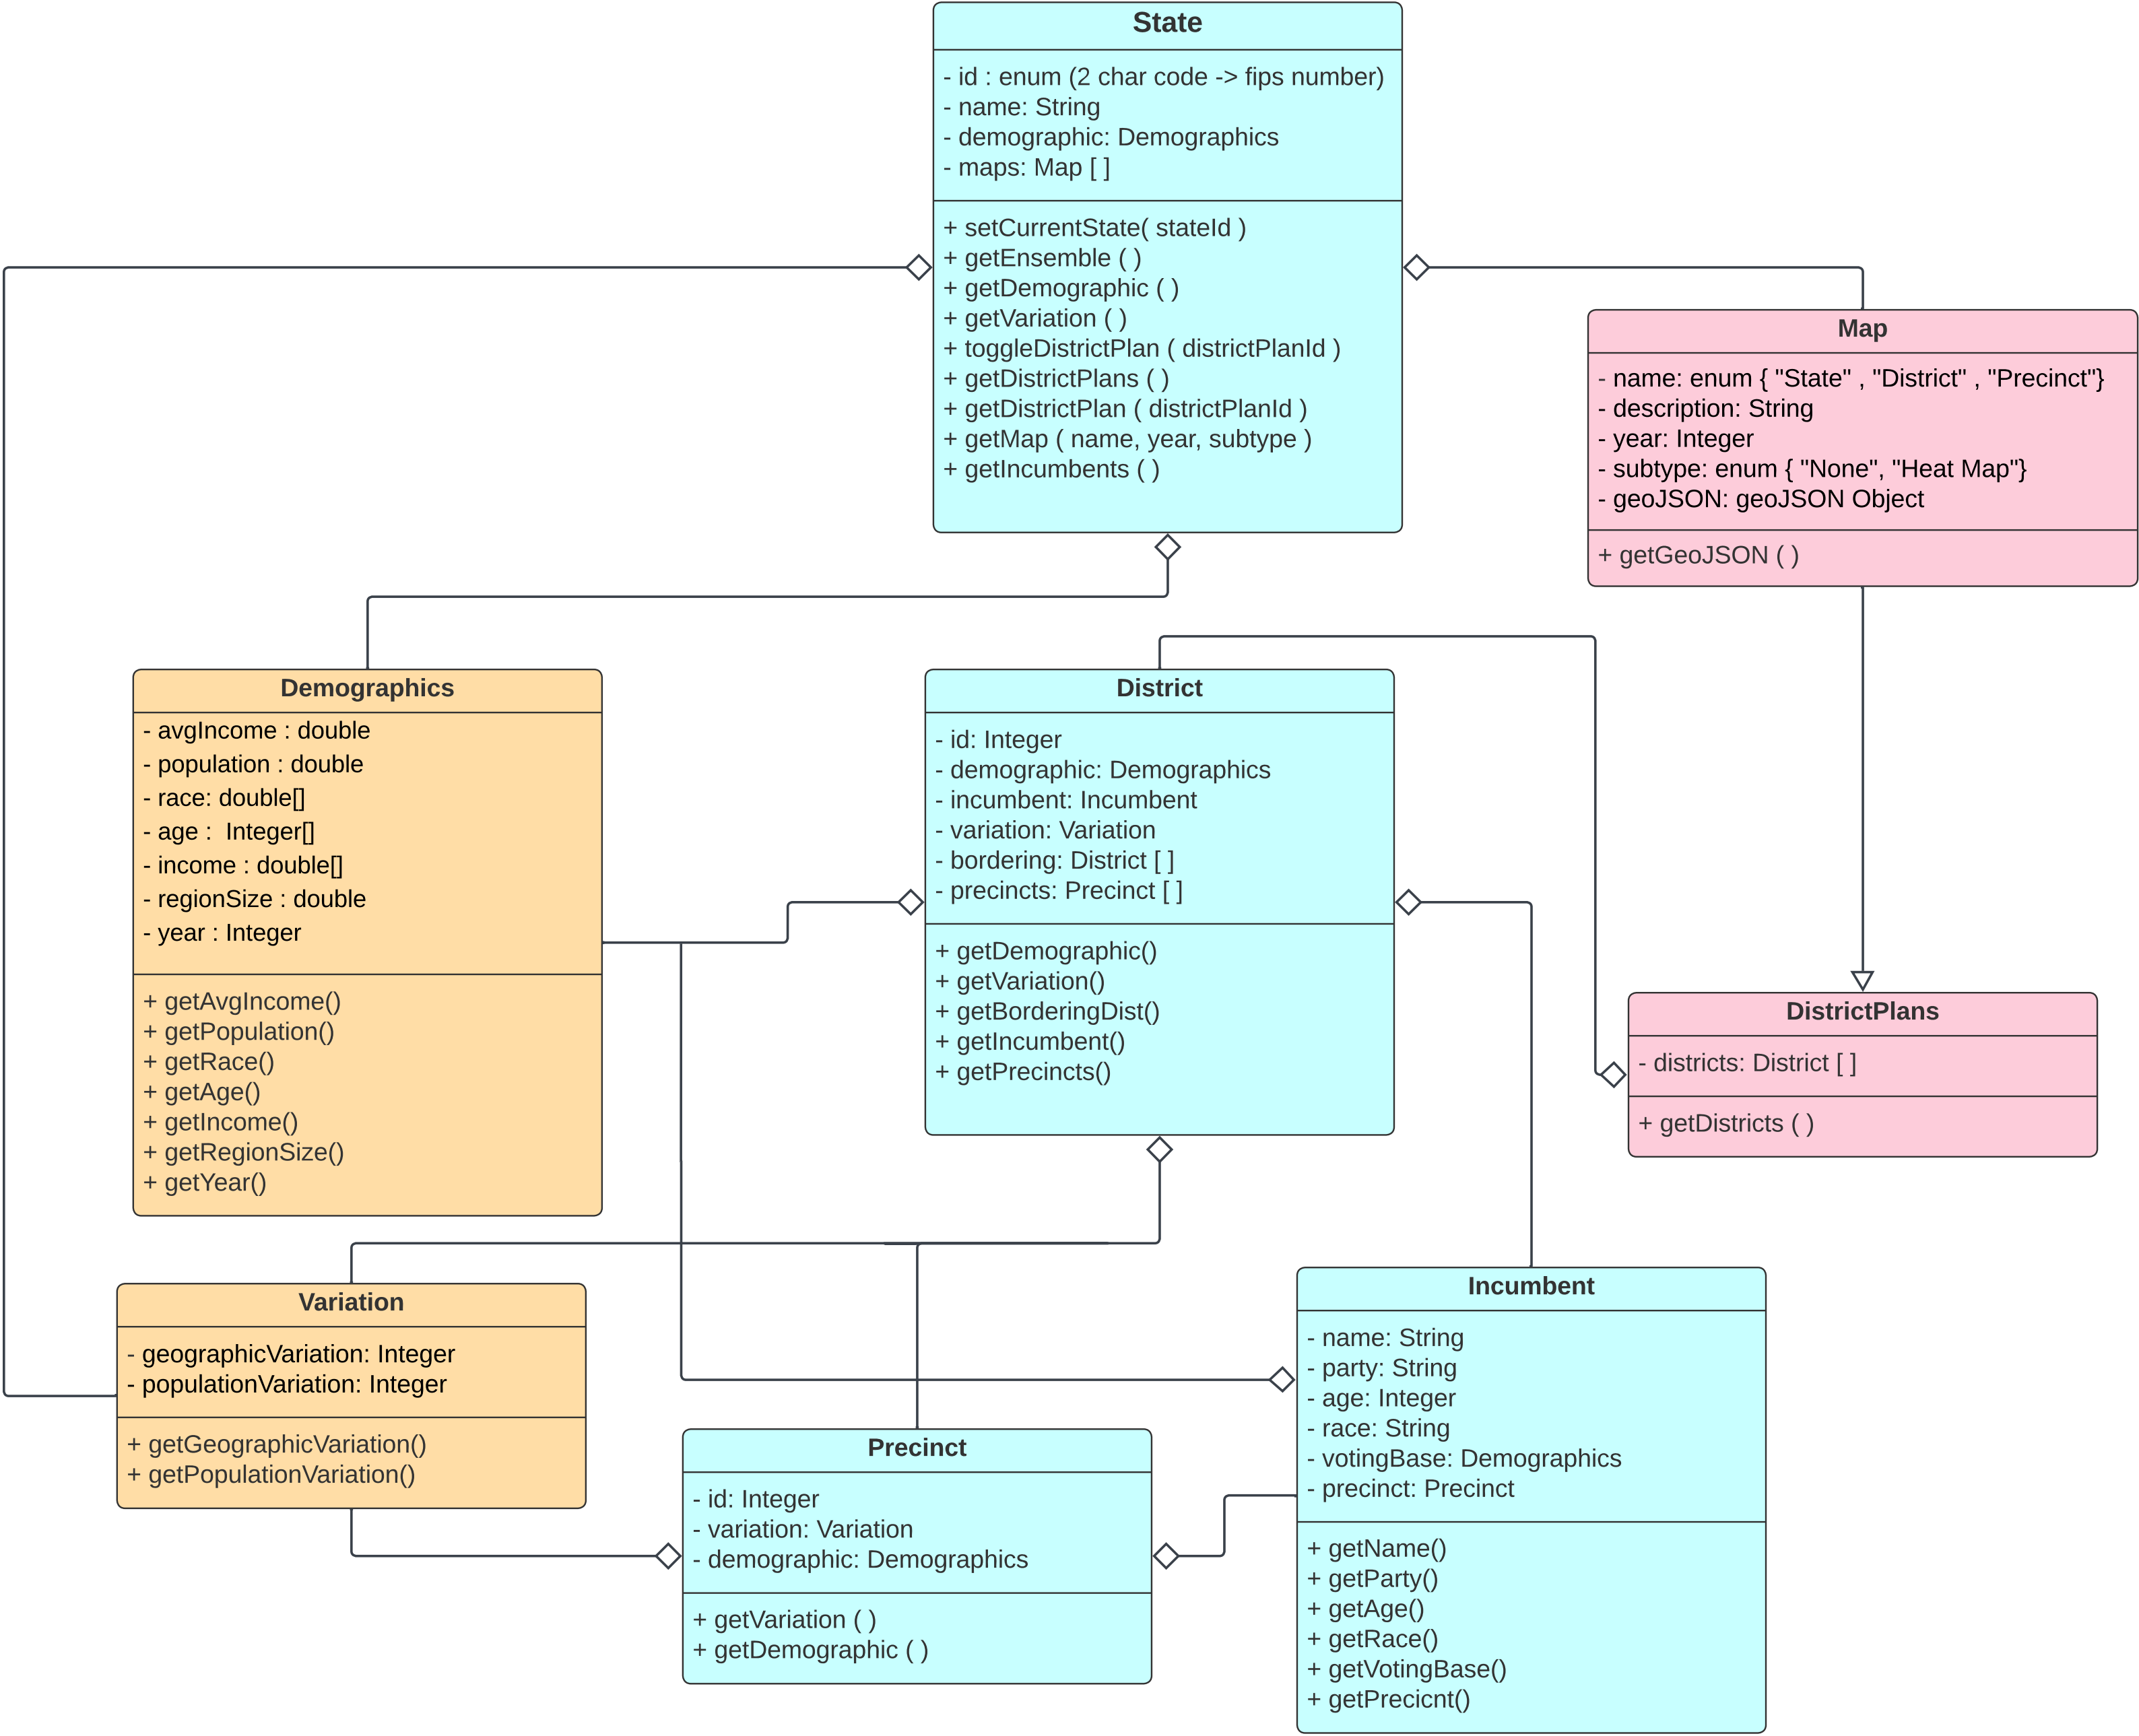 State
- id : enum (2 char code -> fips number)
- name: String
- demographic: Demographics
- maps: Map [ ]
+ setCurrentState( stateId )
+ getEnsemble ( )
+ getDemographic ( )
+ getVariation ( )
+ toggleDistrictPlan ( districtPlanId )
+ getDistrictPlans ( )
+ getDistrictPlan ( districtPlanId )
+ getMap ( name, year, subtype )
+ getIncumbents ( )
Map
- name: enum { "State" , "District" , "Precinct"}
- description: String
- year: Integer
- subtype: enum { "None", "Heat Map"}
- geoJSON: geoJSON Object
+ getGeoJSON ( )
Demographics
- avgIncome : double
- population : double
- race: double[]
- age :  Integer[]
- income : double[]
- regionSize : double
- year : Integer
+ getAvgIncome()
+ getPopulation()
+ getRace()
+ getAge()
+ getIncome()
+ getRegionSize()
+ getYear()
District
- id: Integer
- demographic: Demographics
- incumbent: Incumbent
- variation: Variation
- bordering: District [ ]
- precincts: Precinct [ ]
+ getDemographic()
+ getVariation()
+ getBorderingDist()
+ getIncumbent()
+ getPrecincts()
DistrictPlans
- districts: District [ ]
+ getDistricts ( )
Variation
- geographicVariation: Integer
- populationVariation: Integer
+ getGeographicVariation()
+ getPopulationVariation()
Precinct
- id: Integer
- variation: Variation
- demographic: Demographics
+ getVariation ( )
+ getDemographic ( )
Incumbent
- name: String
- party: String
- age: Integer
- race: String
- votingBase: Demographics
- precinct: Precinct
+ getName()
+ getParty()
+ getAge()
+ getRace()
+ getVotingBase()
+ getPrecicnt()